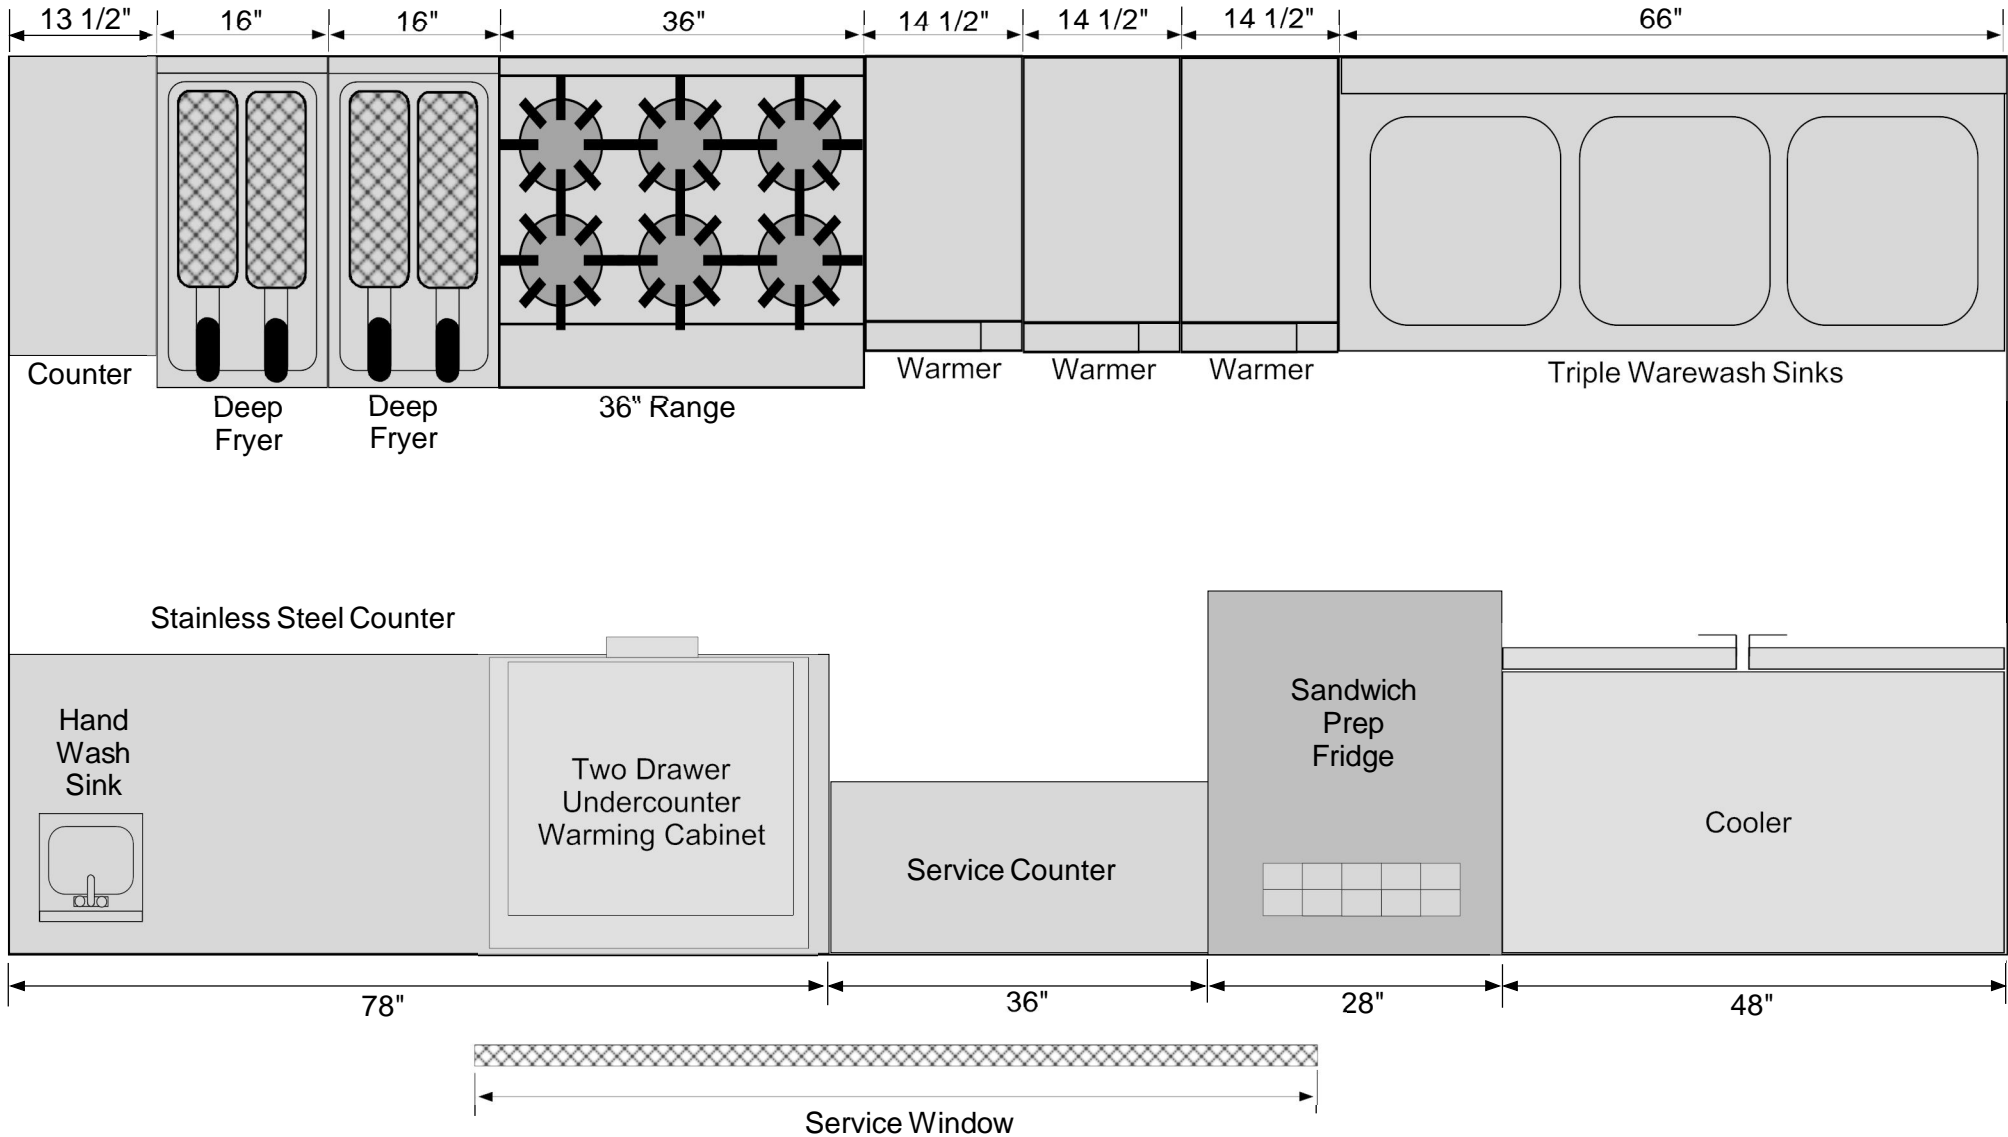 13 1/2" 16" 16" 36" 14 1/2" 14 1/2" 14 1/2" 66"
Counter
Deep
Fryer
Deep
Fryer
36" Range
Warmer
Warmer
Warmer
Triple Warewash Sinks
Stainless Steel Counter
Hand
Wash
Sink
Two Drawer
Undercounter
Warming Cabinet
Service Counter
Sandwich
Prep
Fridge
Cooler
78" 36" 28" 48"
Service Window